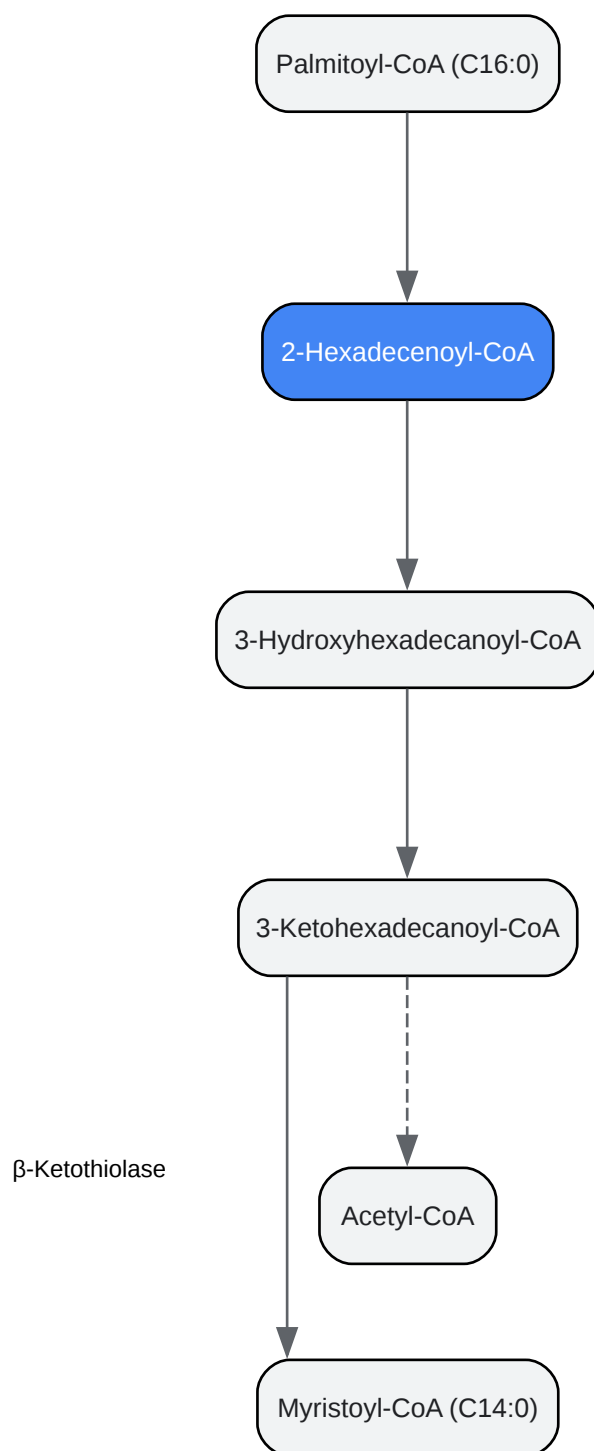 Palmitoyl-CoA (C16:0)
2-Hexadecenoyl-CoA
3-Hydroxyhexadecanoyl-CoA
3-Ketohexadecanoyl-CoA
β-Ketothiolase
Acetyl-CoA
Myristoyl-CoA (C14:0)